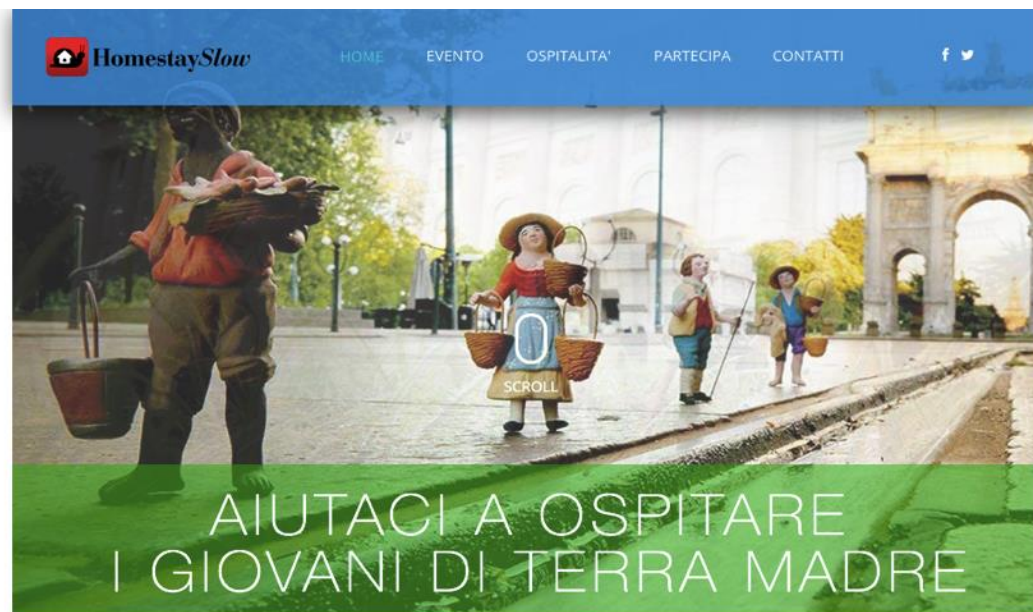 HomestaySlow
HOME EVENTO OSPITALITA' PARTECIPA CONTATTI
SCROLL
AIUTACI A OSPITARE
I GIOVANI DI TERRA MADRE